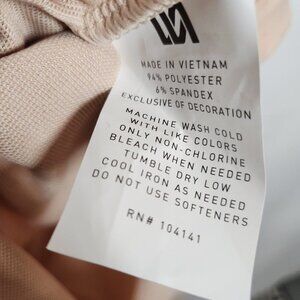 MADE IN VIETNAM
94% POLYESTER
6% SPANDEX
EXCLUSIVE OF DECORATION
MACHINE WASH COLD
WITH LIKE COLORS
ONLY NON-CHLORINE
BLEACH WHEN NEEDED
TUMBLE DRY LOW
COOL IRON AS NEEDED
DO NOT USE SOFTENERS
RN# 104141